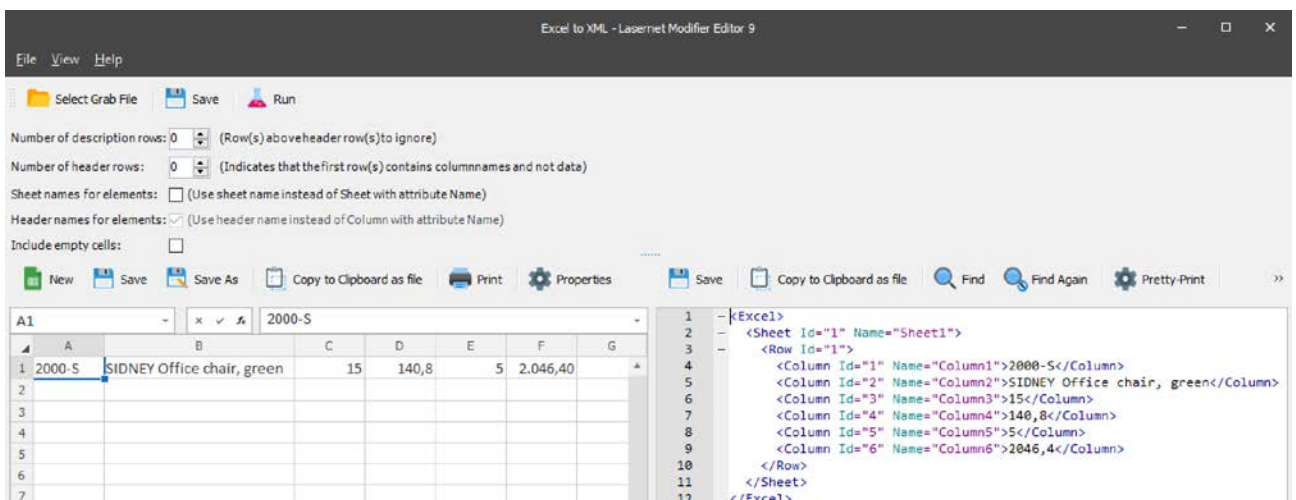 Excel to XML - Lasernet Modifier Editor 9
File View Help
Select Grab File Save Run
Number of description rows: 0 (Row(s) above header row(s) to ignore)
Number of header rows: 0 (Indicates that the first row(s) contains columnnames and not data)
Sheet names for elements: (Use sheet name instead of Sheet with attribute Name)
Header names for elements: (Use header name instead of Column with attribute Name)
Include empty cells:
New Save Save As Copy to Clipboard as file Print Properties
A1 2000-S
A B C D E F G
1 2000-S SIDNEY Office chair, green 15 140,8 5 2.046,40
2
3
4
5
6
7
Save Copy to Clipboard as file Find Find Again Pretty-Print »
1 <Excel>
2 <Sheet Id="1" Name="Sheet1">
3 <Row Id="1">
4 <Column Id="1" Name="Column1">2000-S</Column>
5 <Column Id="2" Name="Column2">SIDNEY Office chair, green</Column>
6 <Column Id="3" Name="Column3">15</Column>
7 <Column Id="4" Name="Column4">140,8</Column>
8 <Column Id="5" Name="Column5">5</Column>
9 <Column Id="6" Name="Column6">2046,4</Column>
10 </Row>
11 </Sheet>
12 </Excel>